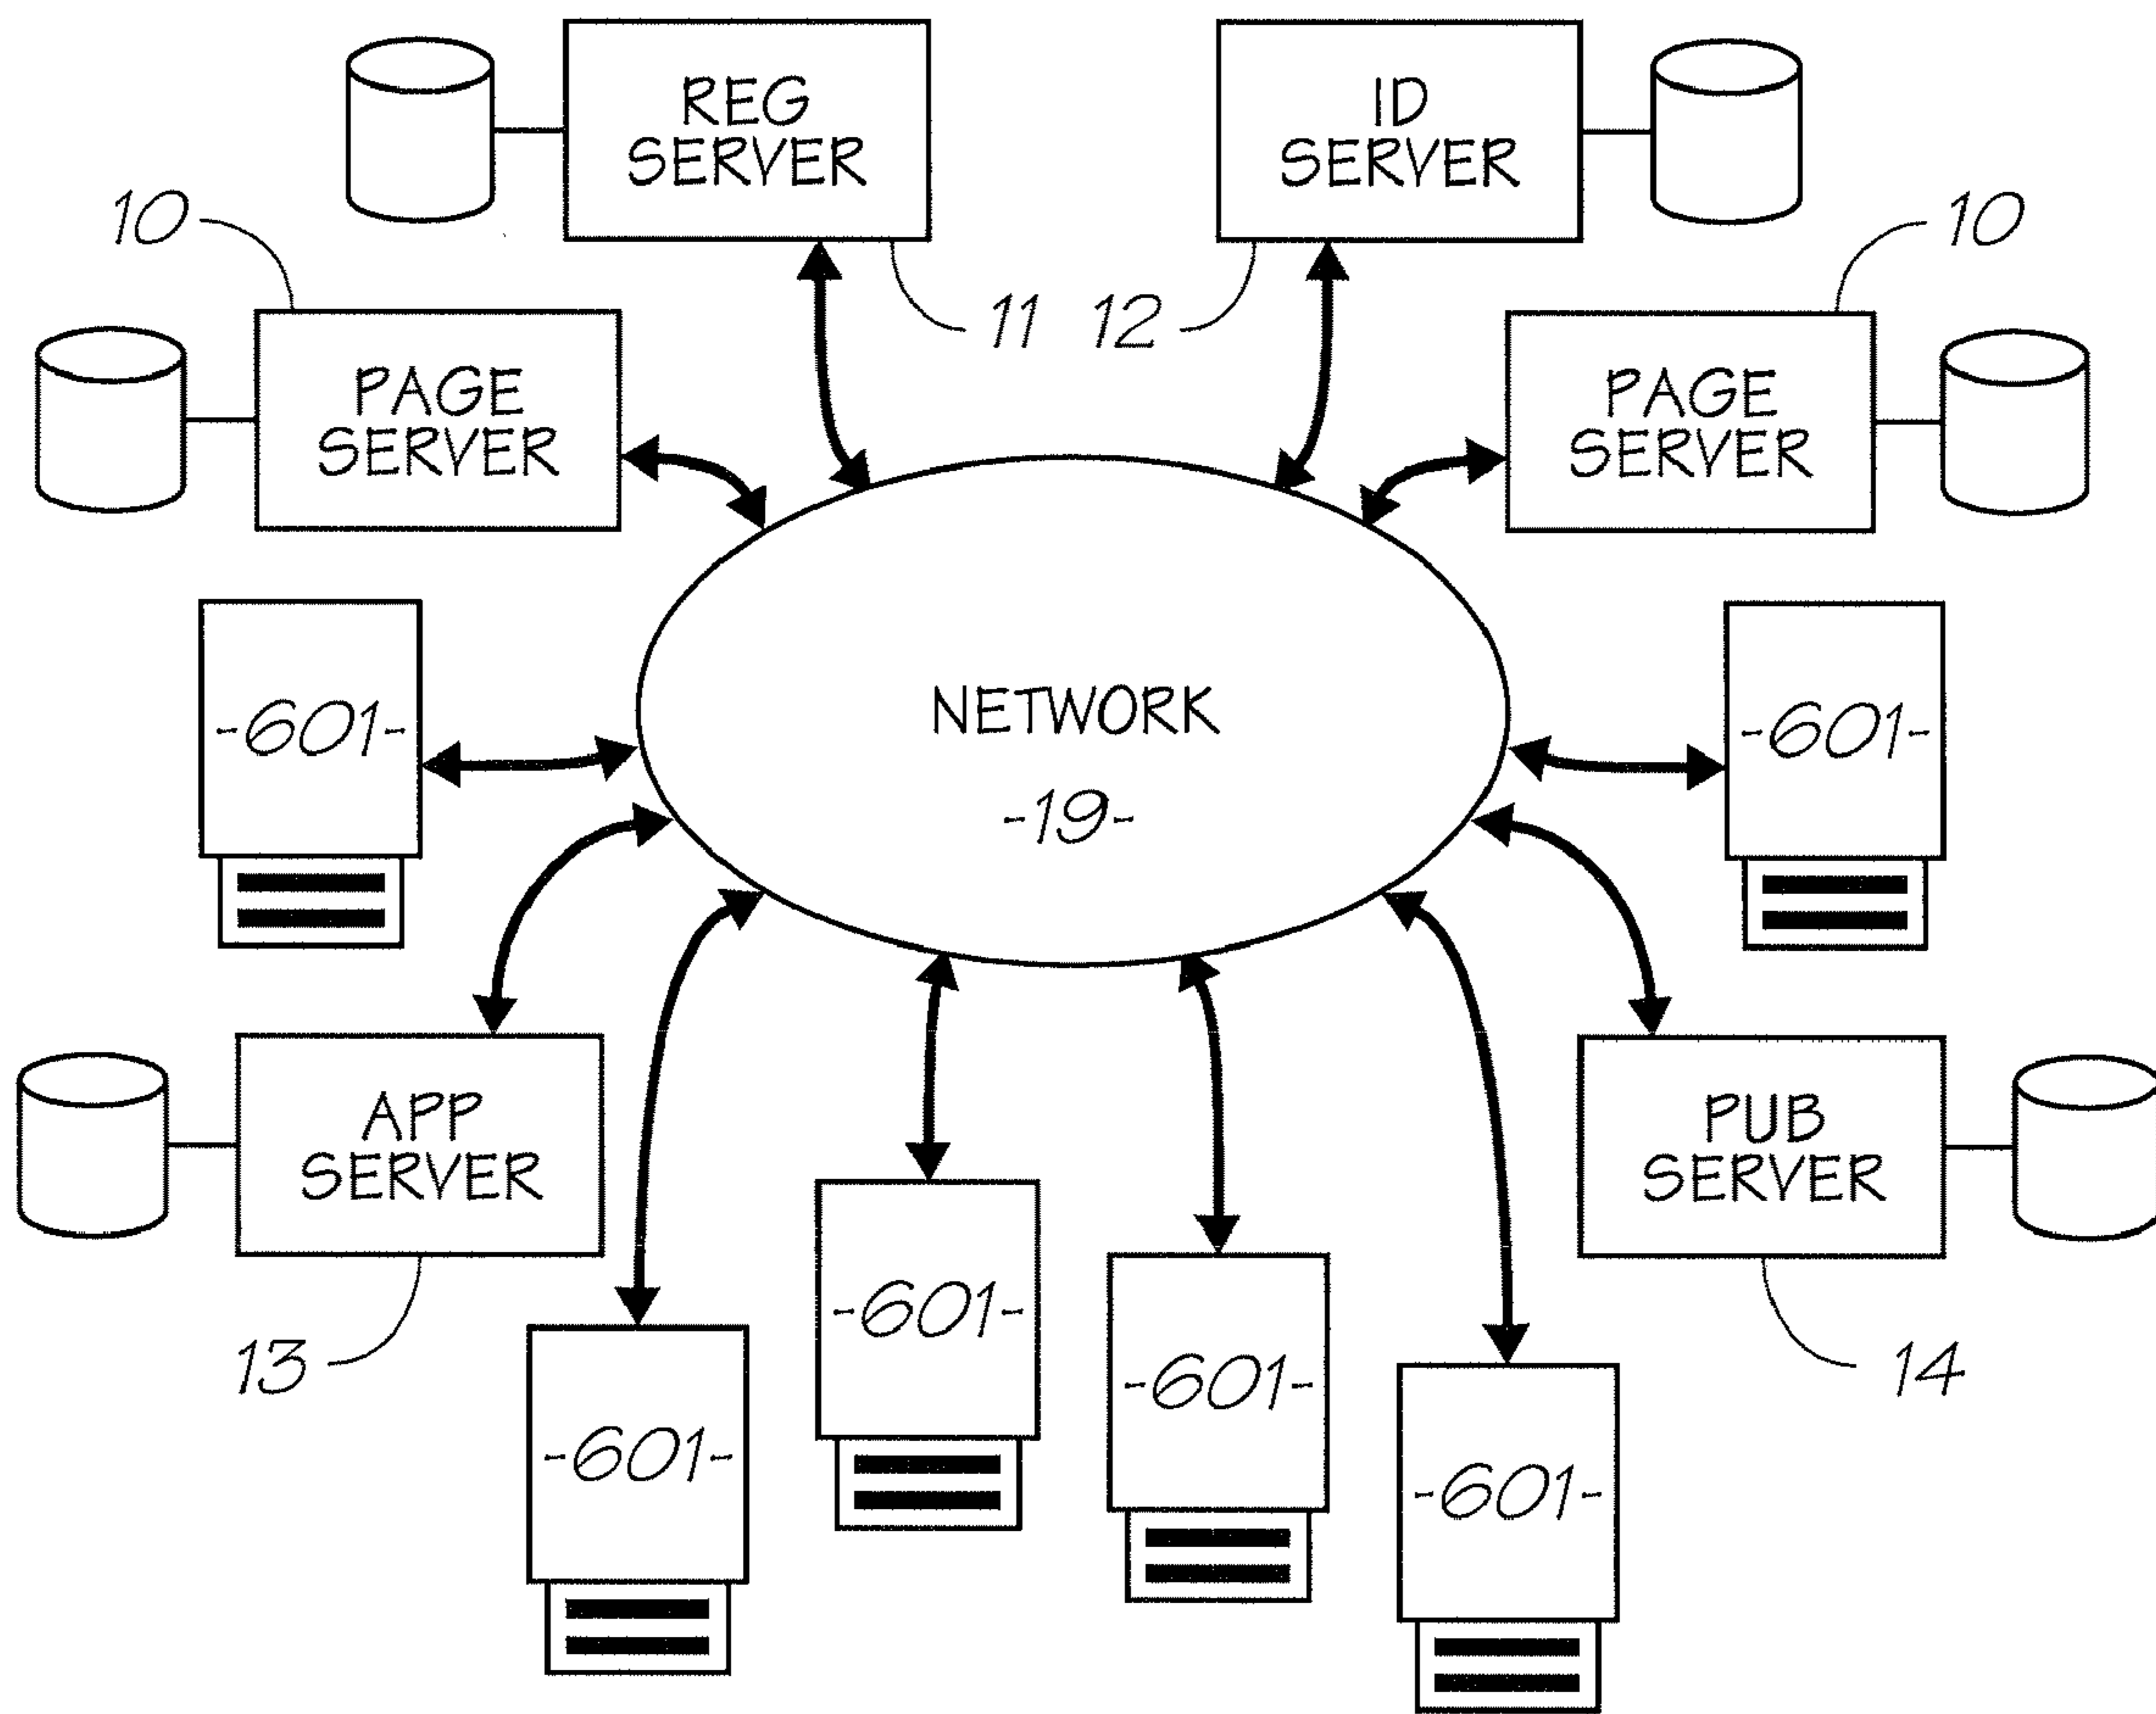 REG
SERVER
ID
SERVER
10
10
11
12
PAGE
SERVER
PAGE
SERVER
-601-
NETWORK
-19-
-601-
APP
SERVER
PUB
SERVER
13
-601-
-601-
-601-
-601-
14